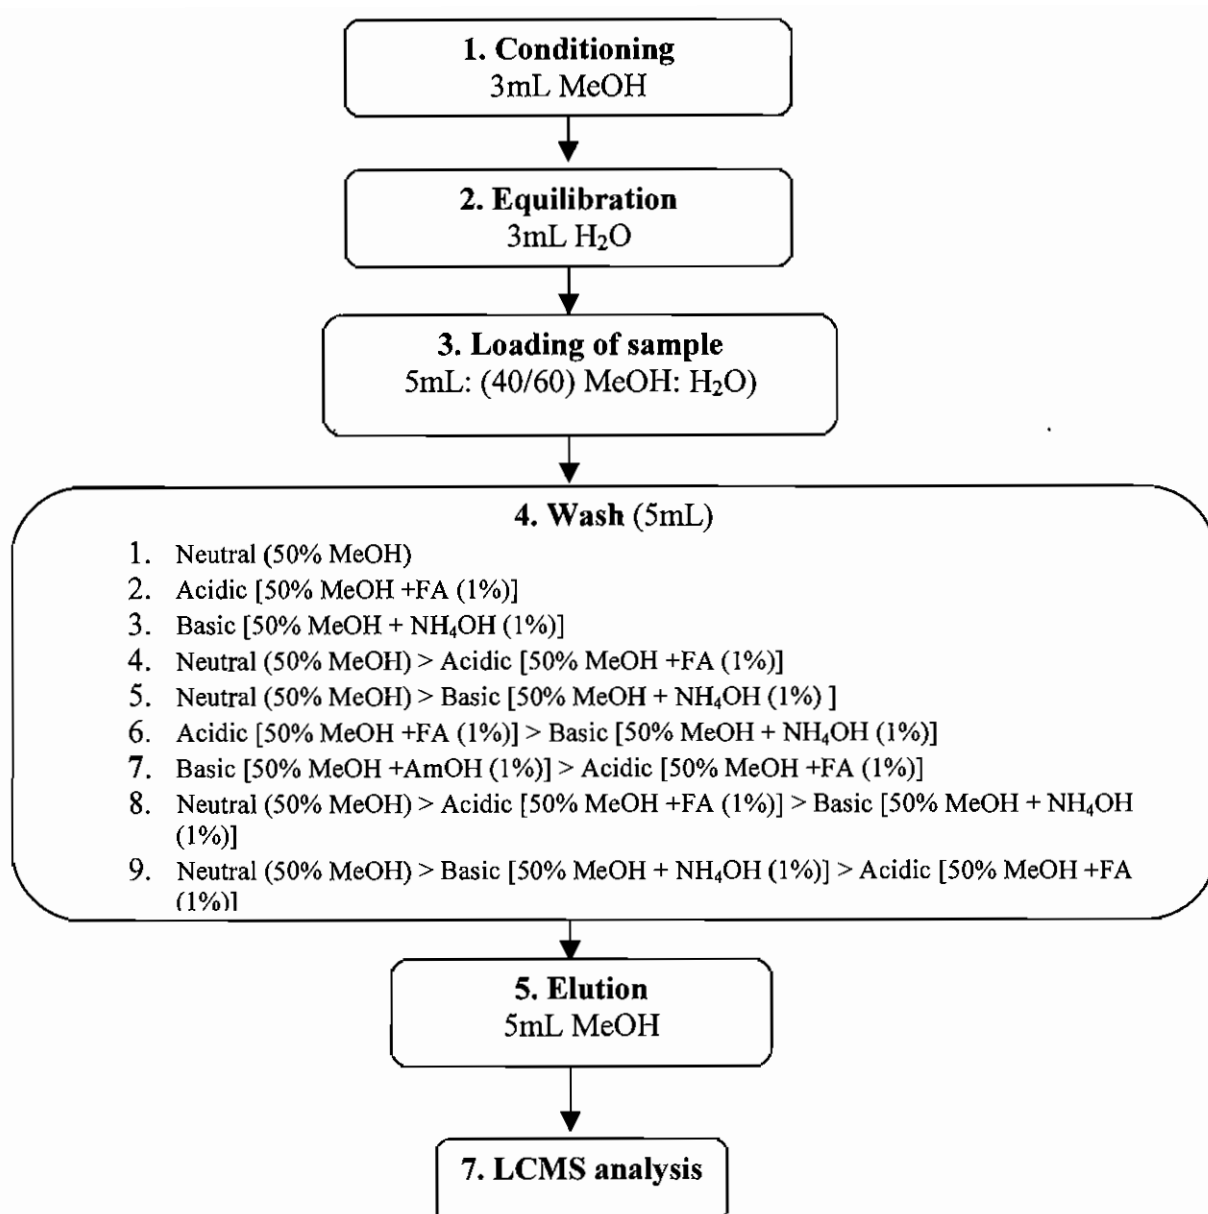 1. Conditioning
3mL MeOH
2. Equilibration
3mL H₂O
3. Loading of sample
5mL: (40/60) MeOH: H₂O)
4. Wash (5mL)
1. Neutral (50% MeOH)
2. Acidic [50% MeOH +FA (1%)]
3. Basic [50% MeOH + NH₄OH (1%)]
4. Neutral (50% MeOH) > Acidic [50% MeOH +FA (1%)]
5. Neutral (50% MeOH) > Basic [50% MeOH + NH₄OH (1%) ]
6. Acidic [50% MeOH +FA (1%)] > Basic [50% MeOH + NH₄OH (1%)]
7. Basic [50% MeOH +AmOH (1%)] > Acidic [50% MeOH +FA (1%)]
8. Neutral (50% MeOH) > Acidic [50% MeOH +FA (1%)] > Basic [50% MeOH + NH₄OH
(1%)]
9. Neutral (50% MeOH) > Basic [50% MeOH + NH₄OH (1%)] > Acidic [50% MeOH +FA
(1%)]
5. Elution
5mL MeOH
7. LCMS analysis